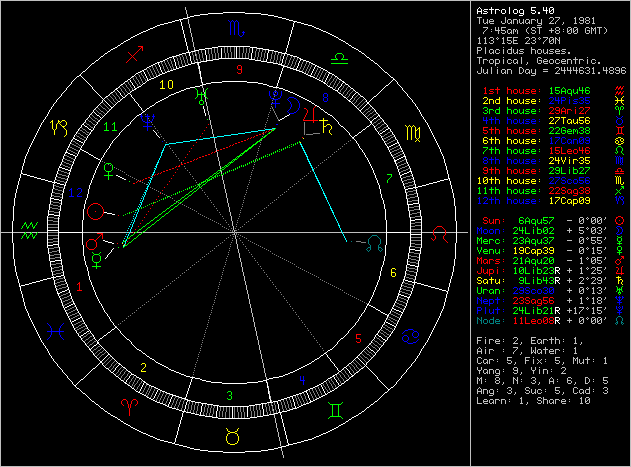 Astrolog 5.40
Tue January 27, 1981
7:45am (ST +8:00 GMT)
113°15E 23°70N
Placidus houses.
Tropical, Geocentric.
Julian Day = 2444631.4896
1st house: 15Aqu46
2nd house: 24Pis35
3rd house: 29Ari27
4th house: 27Tau56
5th house: 22Gem38
6th house: 17Can09
7th house: 15Leo46
8th house: 24Vir35
9th house: 29Lib27
10th house: 27Sco56
11th house: 22Sag38
12th house: 17Cap09
Sun: 6Aqu57 - 0°00'
Moon: 24Lib02 + 5°03'
Merc: 23Aqu37 - 0°55'
Venu: 19Cap39 - 0°15'
Mars: 21Aqu20 - 1°05'
Jupi: 10Lib23R + 1°25'
Satu: 9Lib43R + 2°29'
Uran: + 0°13'
Nept: 23Sag56 + 1°18'
Plut: 24Lib21R +17°15'
Node: 11Leo08R + 0°00'
Fire: 2, Earth: 1,
Air : 7, Water: 1
Car: 5, Fix: 5, Mut: 1
Yang: 9, Yin: 2
M: 8, N: 3, A: 6, D: 5
Ang: 3, Suc: 5, Cad: 3
Learn: 1, Share: 10
9
10
11
8
7
12
6
1
5
2
4
3